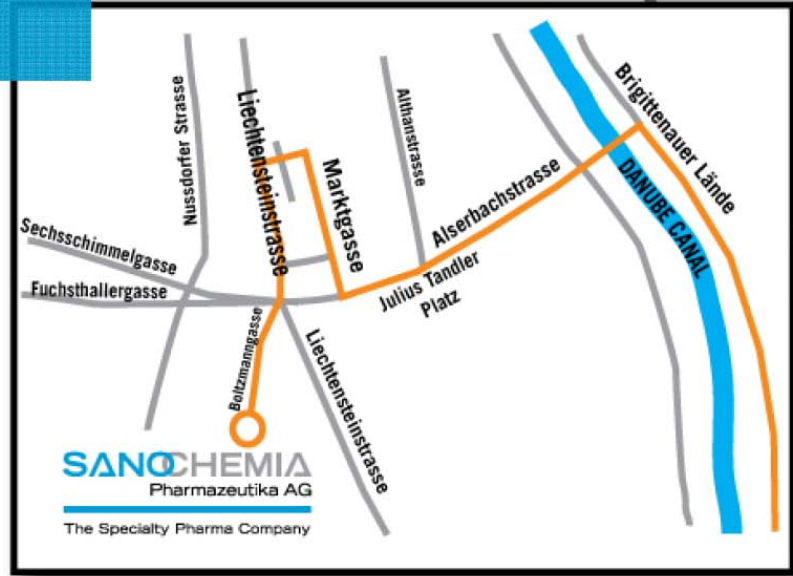 Nussdorfer Strasse
Liechtensteinstrasse
Marktgasse
Althanstrasse
Brigittenauer Lände
DANUBE CANAL
Alserbachstrasse
Julius Tandler
Platz
Sechsschimmelgasse
Fuchsthallergasse
Boltzmanngasse
Liechtensteinstrasse
SANOCHEMIA
Pharmazeutika AG
The Specialty Pharma Company